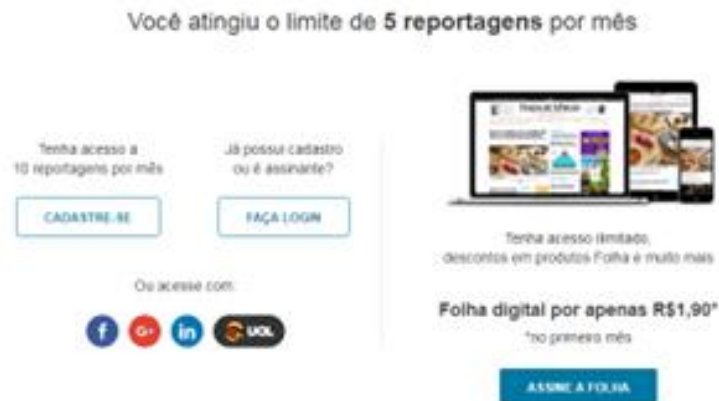 Você atingiu o limite de 5 reportagens por mês
Tenha acesso a
10 reportagens por mês
CADASTRE-SE
Já possui cadastro
ou é assinante?
FAÇA LOGIN
Ou acesse com:
f
G+
in
UOL
Tenha acesso ilimitado,
descontos em produtos Folha e muito mais
Folha digital por apenas R$1,90*
*no primeiro mês
ASSINE A FOLHA